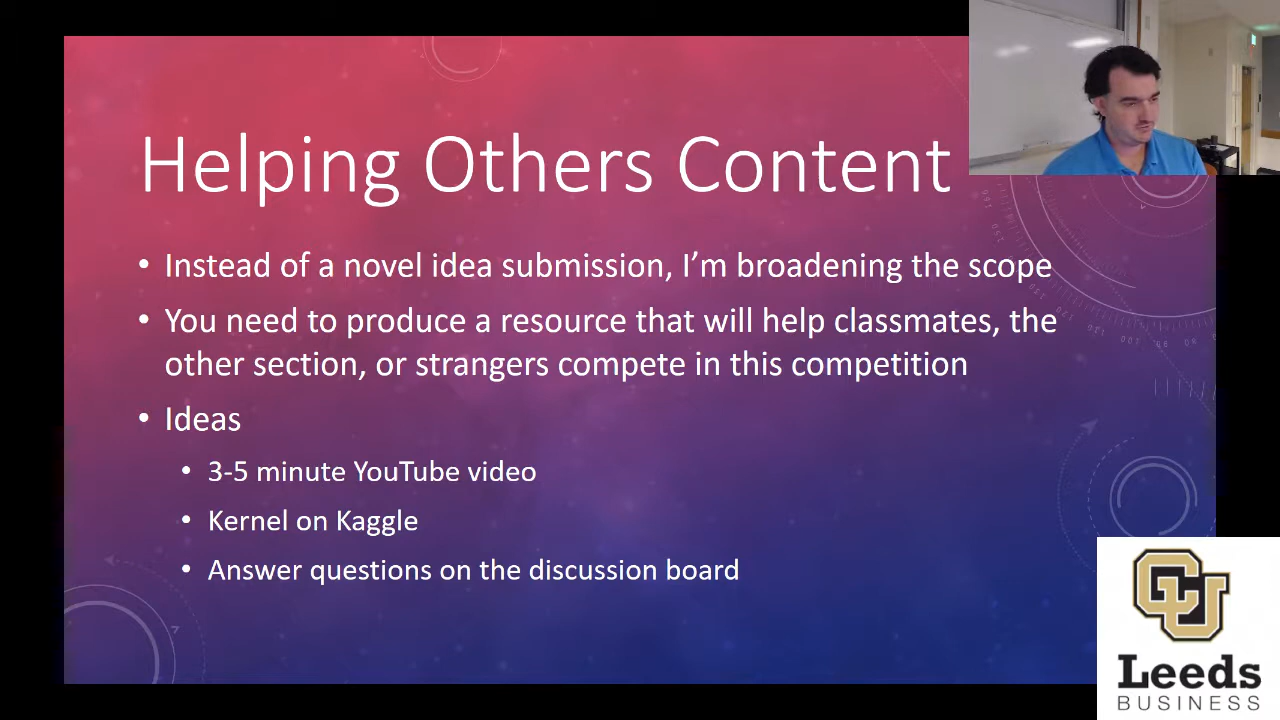 Helping Others Content
• Instead of a novel idea submission, I'm broadening the scope
• You need to produce a resource that will help classmates, the
other section, or strangers compete in this competition
• Ideas
• 3-5 minute YouTube video
• Kernel on Kaggle
• Answer questions on the discussion board
CU
Leeds
BUSINESS